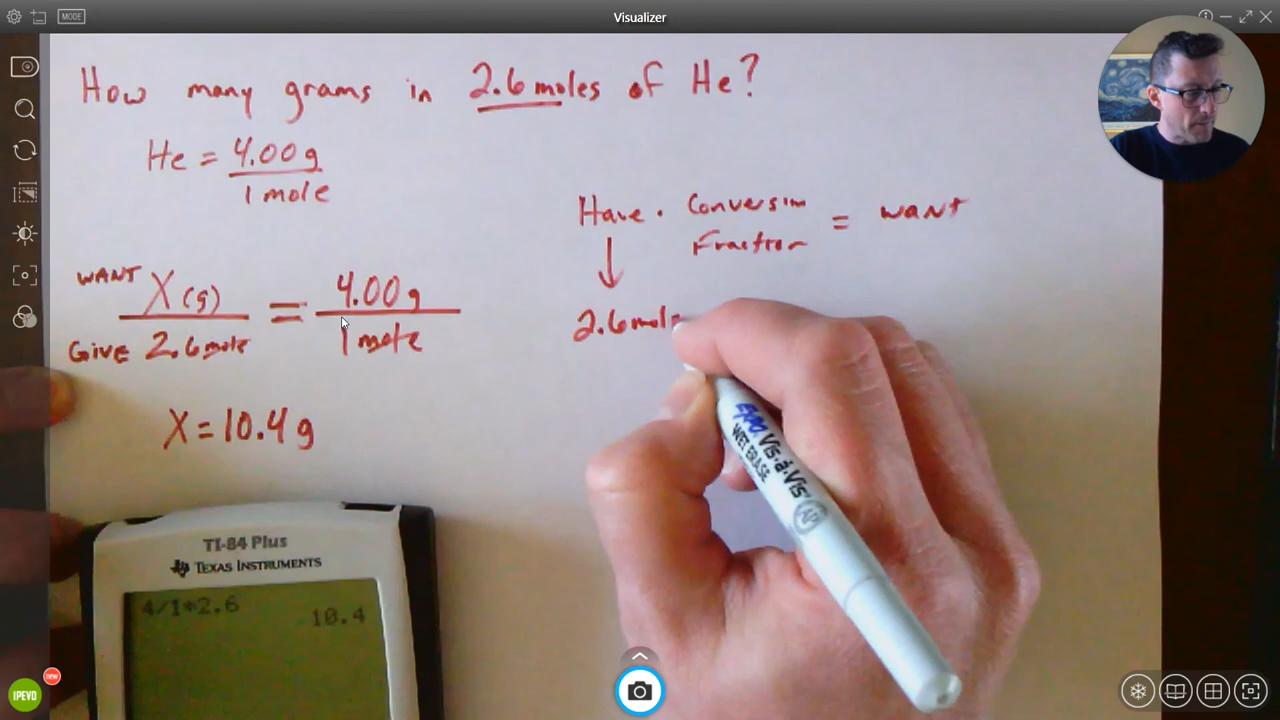 MODE
Visualizer
How many grams in 2.6 moles of He?
He = 4.00 g
1 mole
Have · Conversion = want
Fraction
WANT X (g) = 4.00 g
GIVE 2.6 mole 1 mole
2.6 mole
X = 10.4 g
EXPO Vis-à-Vis
WET ERASE
AP
TI-84 Plus
TEXAS INSTRUMENTS
4/1*2.6
10.4
new
IPEVO